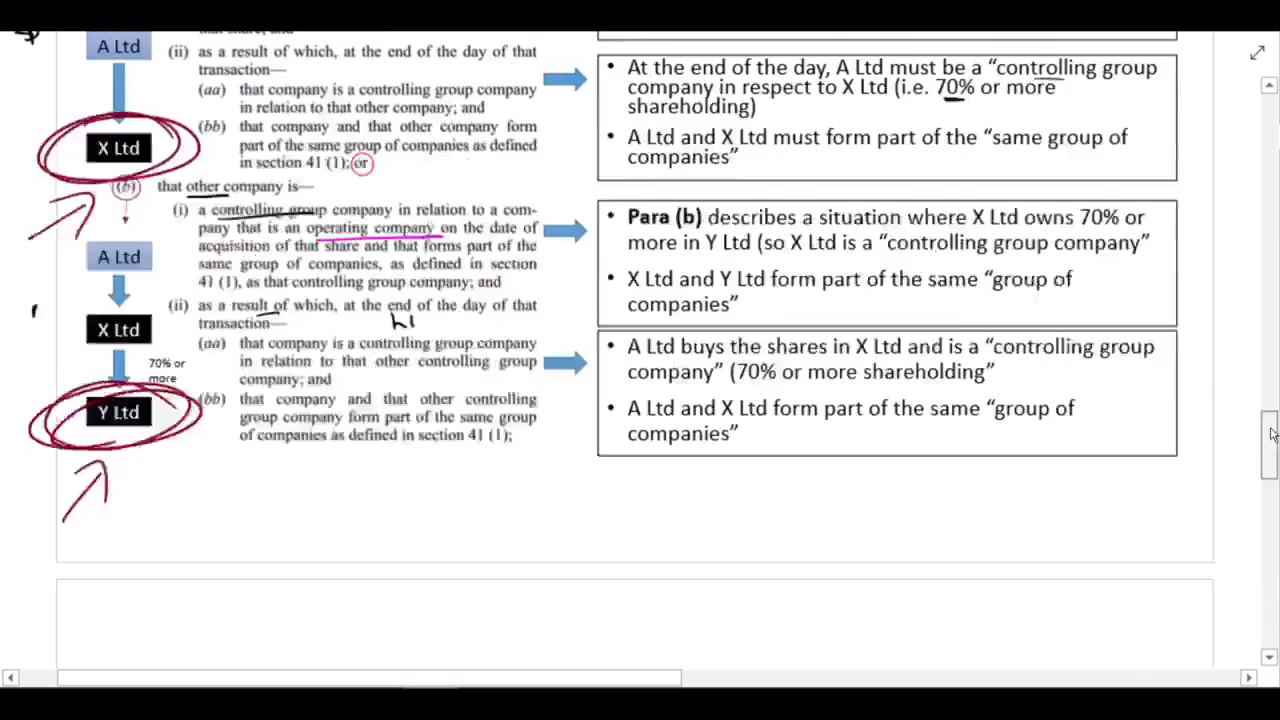 A Ltd
that share; and
(ii) as a result of which, at the end of the day of that
transaction—
(aa) that company is a controlling group company
in relation to that other company; and
X Ltd
(bb) that company and that other company form
part of the same group of companies as defined
in section 41 (1); or
• At the end of the day, A Ltd must be a “controlling group
company in respect to X Ltd (i.e. 70% or more
shareholding)
• A Ltd and X Ltd must form part of the “same group of
companies”
(b) that other company is—
(i) a controlling group company in relation to a com-
pany that is an operating company on the date of
acquisition of that share and that forms part of the
same group of companies, as defined in section
41 (1), as that controlling group company; and
A Ltd
• Para (b) describes a situation where X Ltd owns 70% or
more in Y Ltd (so X Ltd is a “controlling group company”
• X Ltd and Y Ltd form part of the same “group of
companies”
(ii) as a result of which, at the end of the day of that
transaction—
X Ltd
(aa) that company is a controlling group company
in relation to that other controlling group
company; and
70% or
more
(bb) that company and that other controlling
group company form part of the same group
of companies as defined in section 41 (1);
Y Ltd
• A Ltd buys the shares in X Ltd and is a “controlling group
company” (70% or more shareholding”
• A Ltd and X Ltd form part of the same “group of
companies”